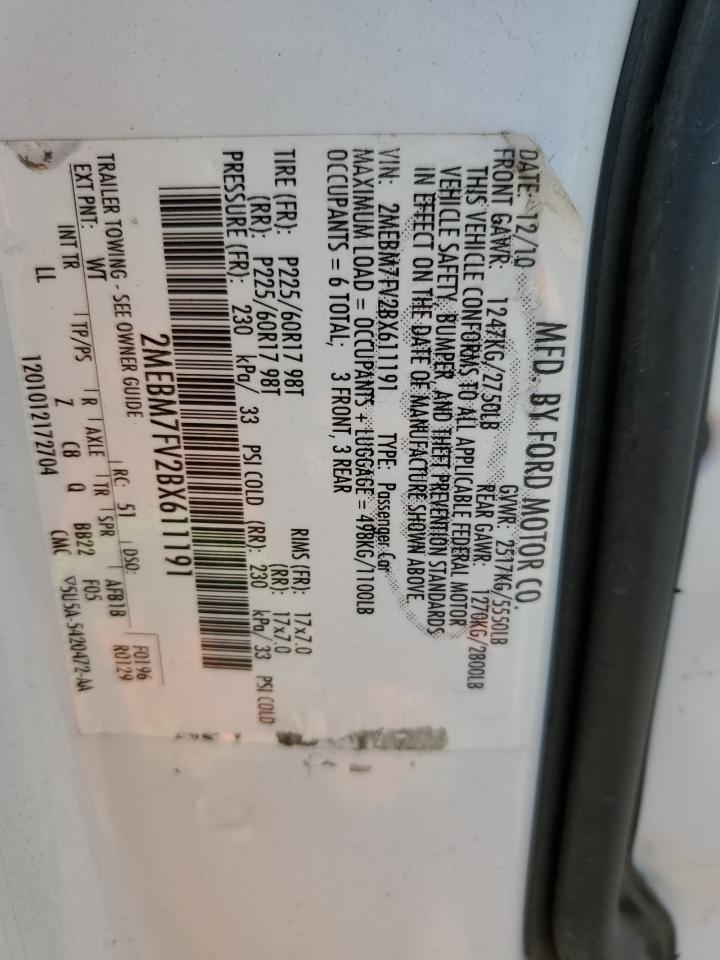 MFD. BY FORD MOTOR CO.
DATE: 12/10 GVWR: 2517KG/5550LB
FRONT GAWR: 1247KG/2750LB REAR GAWR: 1270KG/2800LB
THIS VEHICLE CONFORMS TO ALL APPLICABLE FEDERAL MOTOR
VEHICLE SAFETY, BUMPER, AND THEFT PREVENTION STANDARDS
IN EFFECT ON THE DATE OF MANUFACTURE SHOWN ABOVE.
VIN: 2MEBM7FV2BX611191 TYPE: Passenger Car
MAXIMUM LOAD = OCCUPANTS + LUGGAGE = 498KG/1100LB
OCCUPANTS = 6 TOTAL, 3 FRONT, 3 REAR
TIRE (FR): P225/60R17 98T RIMS (FR): 17x7.0
(RR): P225/60R17 98T (RR): 17x7.0
PRESSURE (FR): 230 kPa/ 33 PSI COLD (RR): 230 kPa/ 33 PSI COLD
2MEBM7FV2BX611191
F0196
TRAILER TOWING - SEE OWNER GUIDE R0129
EXT PNT: WT RC: 51 DSO:
INT TR TP/PS R AXLE TR SPR AFB18
LL Z C8 Q BB22 F05
1201012172704 CMC V5U5A-5420472-AA